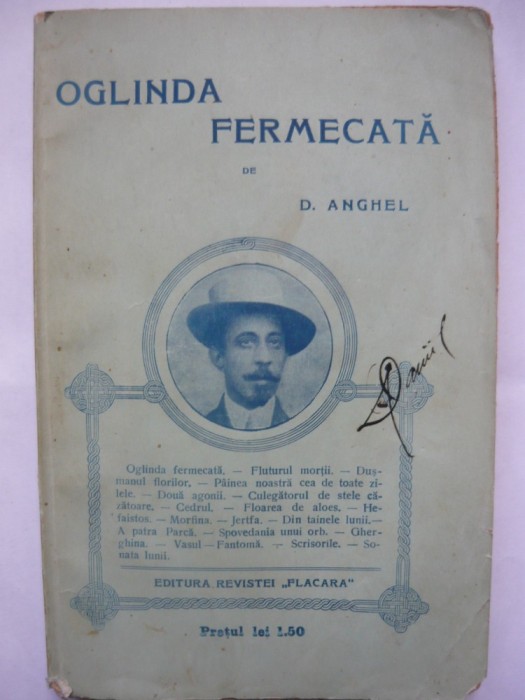 OGLINDA
FERMECATĂ
DE
D. ANGHEL
Oglinda fermecată. — Fluturul morții. — Duș-
manul florilor. — Pâinea noastră cea de toate zi-
lele. — Două agonii. — Culegătorul de stele că-
zătoare. — Cedrul. — Floarea de aloes. — He-
faistos. — Morfina. — Jertfa. — Din tainele lunii.—
A patra Parcă. — Spovedania unui orb. — Gher-
ghina. — Vasul — Fantomă. — Scrisorile. — So-
nata lunii.
EDITURA REVISTEI „FLACARA"
Prețul lei 1.50